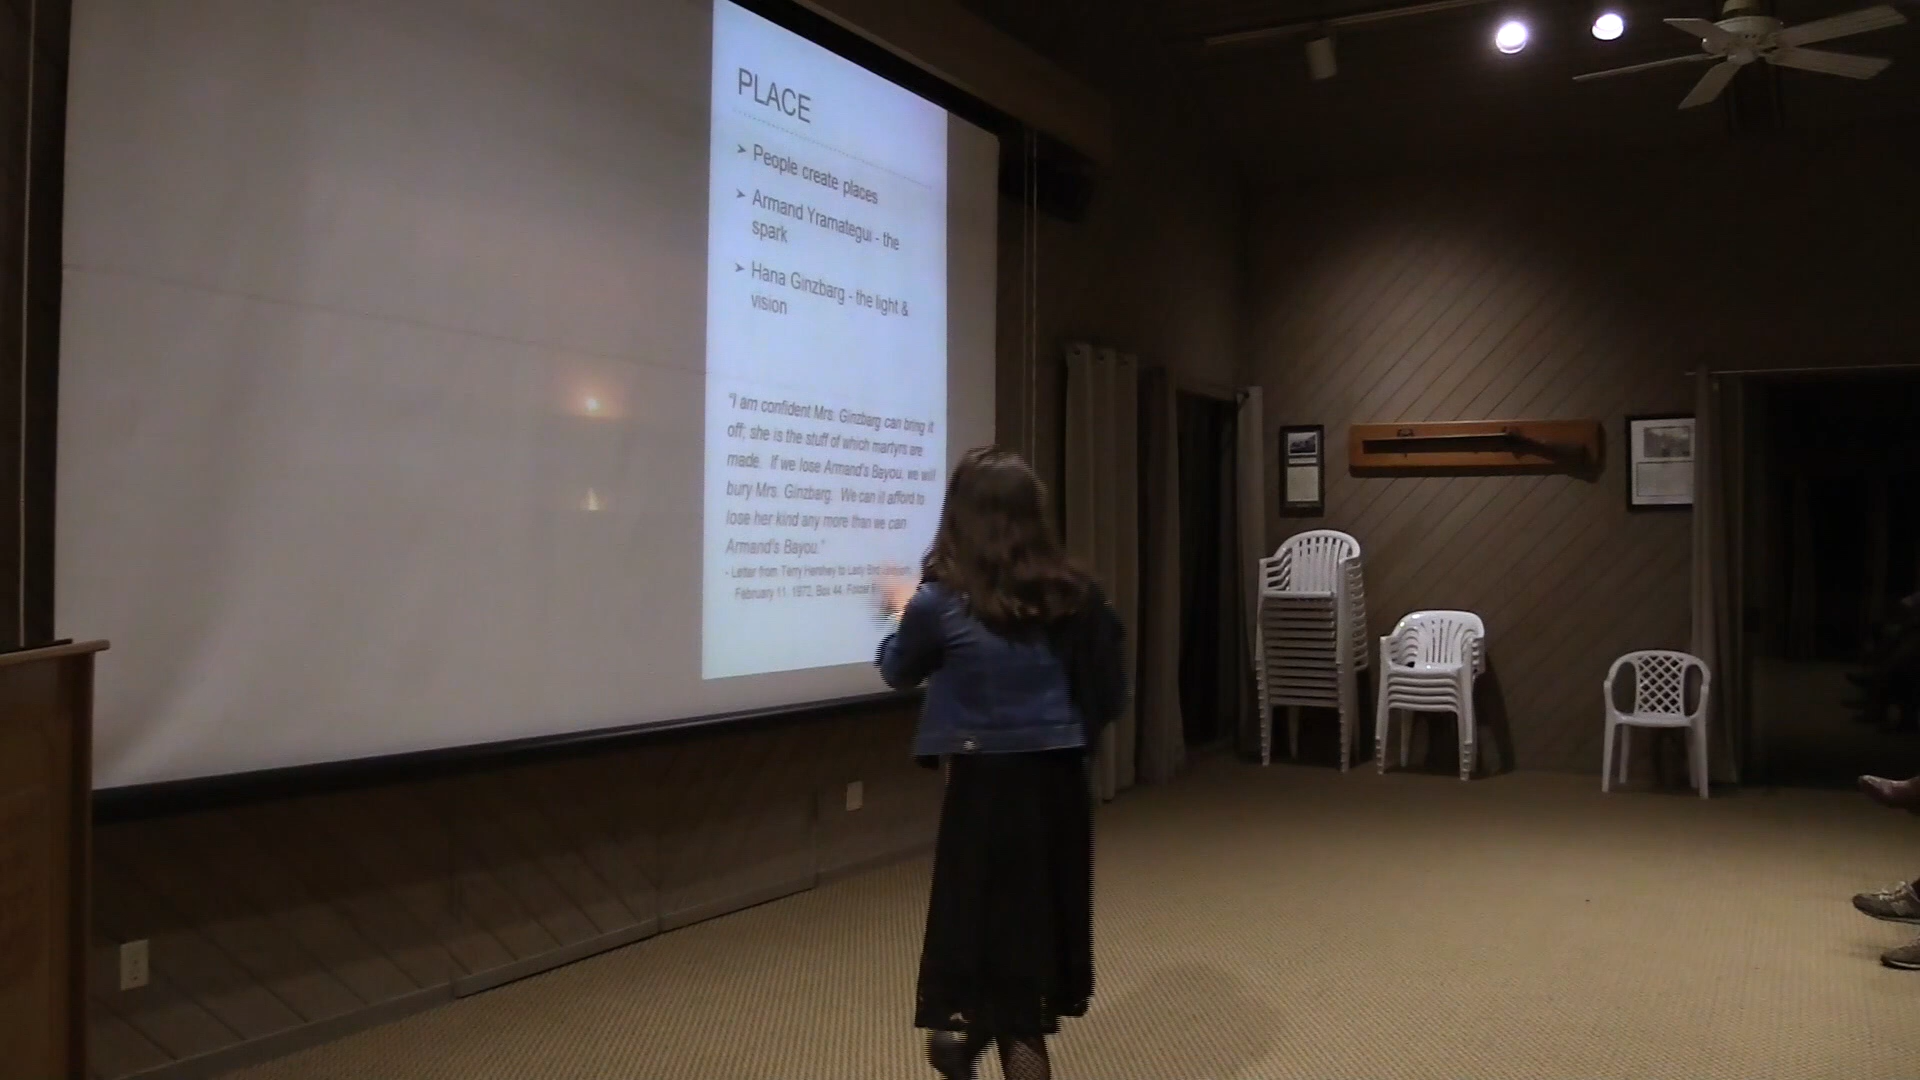 PLACE
➢ People create places
➢ Armand Yramategui - the
spark
➢ Hana Ginzbarg - the light &
vision
"I am confident Mrs. Ginzbarg can bring it
off; she is the stuff of which martyrs are
made. If we lose Armand's Bayou, we will
bury Mrs. Ginzbarg. We can ill afford to
lose her kind any more than we can
Armand's Bayou."
- Letter from Terry Hershey to Lady Bird Johnson,
February 11, 1972, Box 44, Folder